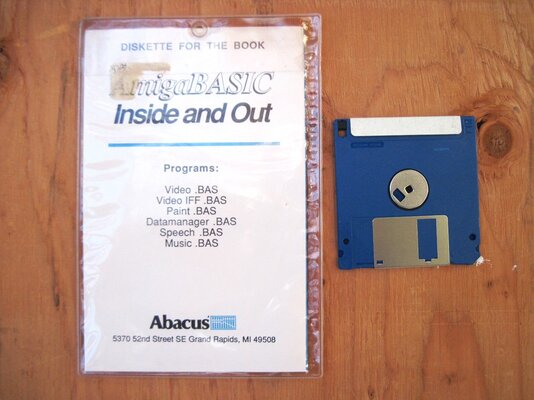 DISKETTE FOR THE BOOK
AmigaBASIC
Inside and Out
Programs:
Video .BAS
Video IFF .BAS
Paint .BAS
Datamanager .BAS
Speech .BAS
Music .BAS
Abacus
5370 52nd Street SE Grand Rapids, MI 49508